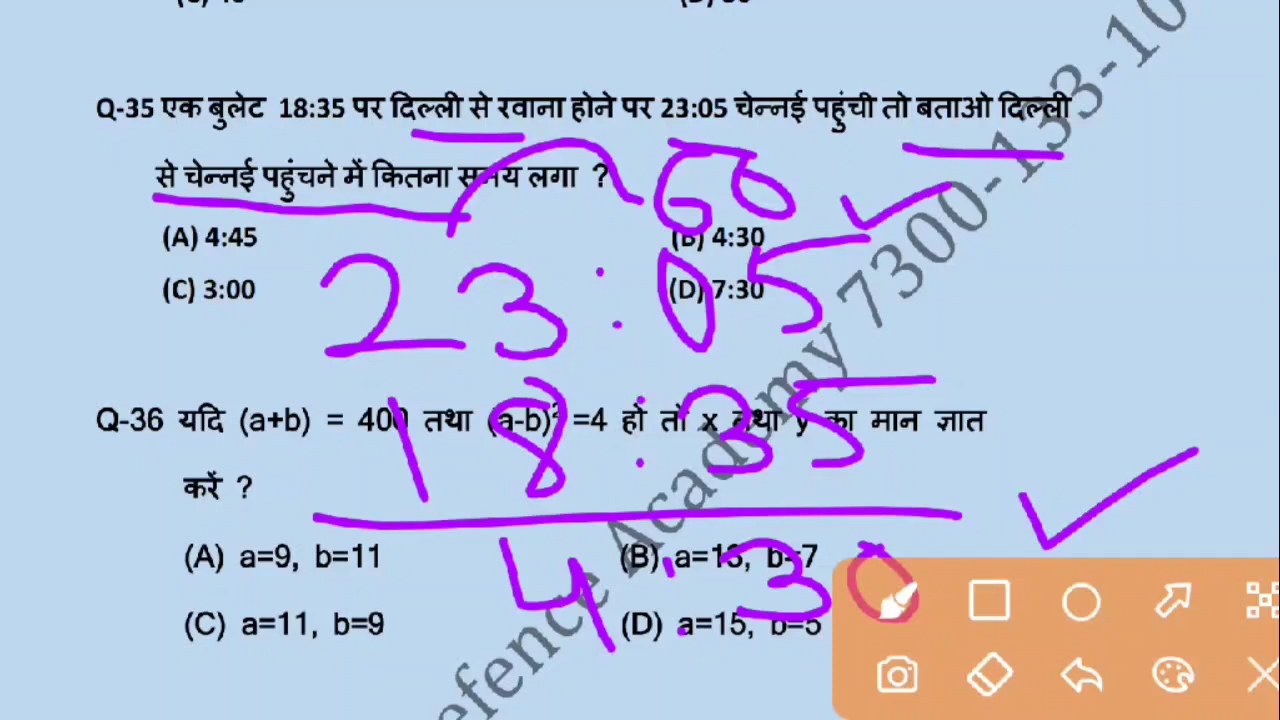 Q-35 एक बुलेट 18:35 पर दिल्ली से रवाना होने पर 23:05 चेन्नई पहुंची तो बताओ दिल्ली
से चेन्नई पहुंचने में कितना समय लगा ?
60
(A) 4:45 (B) 4:30
(C) 3:00 (D) 7:30
23:05
18:35
4:30
Q-36 यदि (a+b) = 400 तथा (a-b)² =4 हो तो x तथा y का मान ज्ञात
करें ?
(A) a=9, b=11 (B) a=13, b=7
(C) a=11, b=9 (D) a=15, b=5
efence Academy 7300-133-10